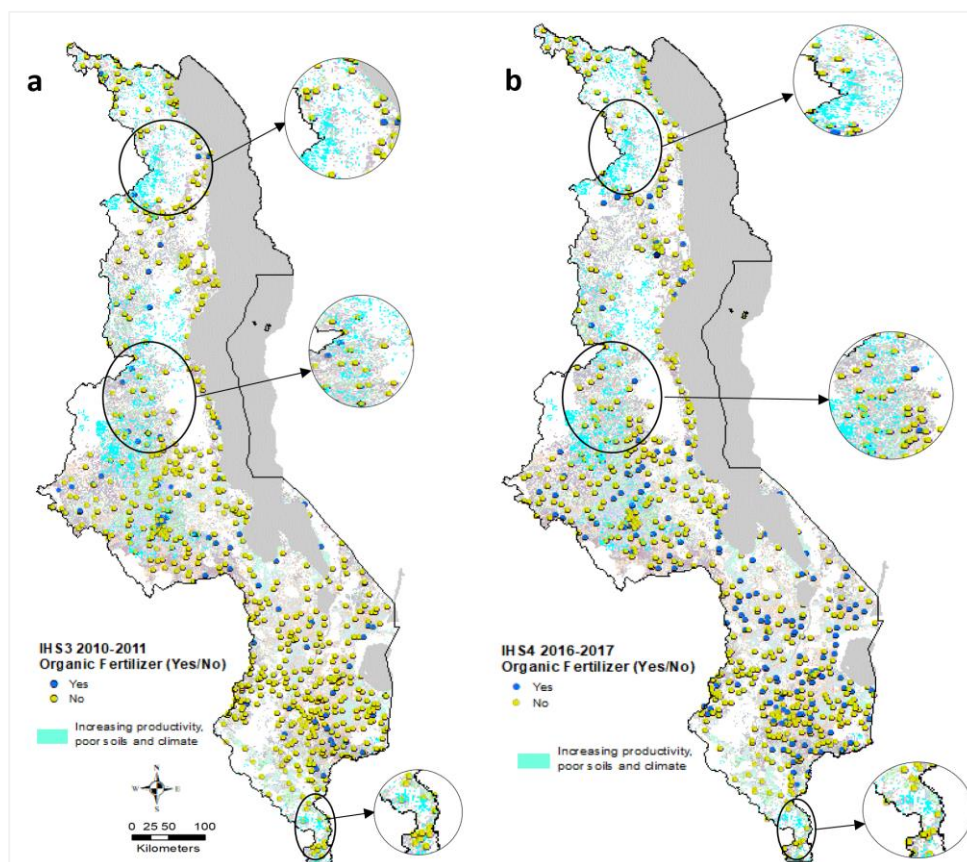 a
b
IHS3 2010-2011
Organic Fertilizer (Yes/No)
Yes
No
Increasing productivity,
poor soils and climate
N
W E
S
0 25 50 100
Kilometers
IHS4 2016-2017
Organic Fertilizer (Yes/No)
Yes
No
Increasing productivity,
poor soils and climate